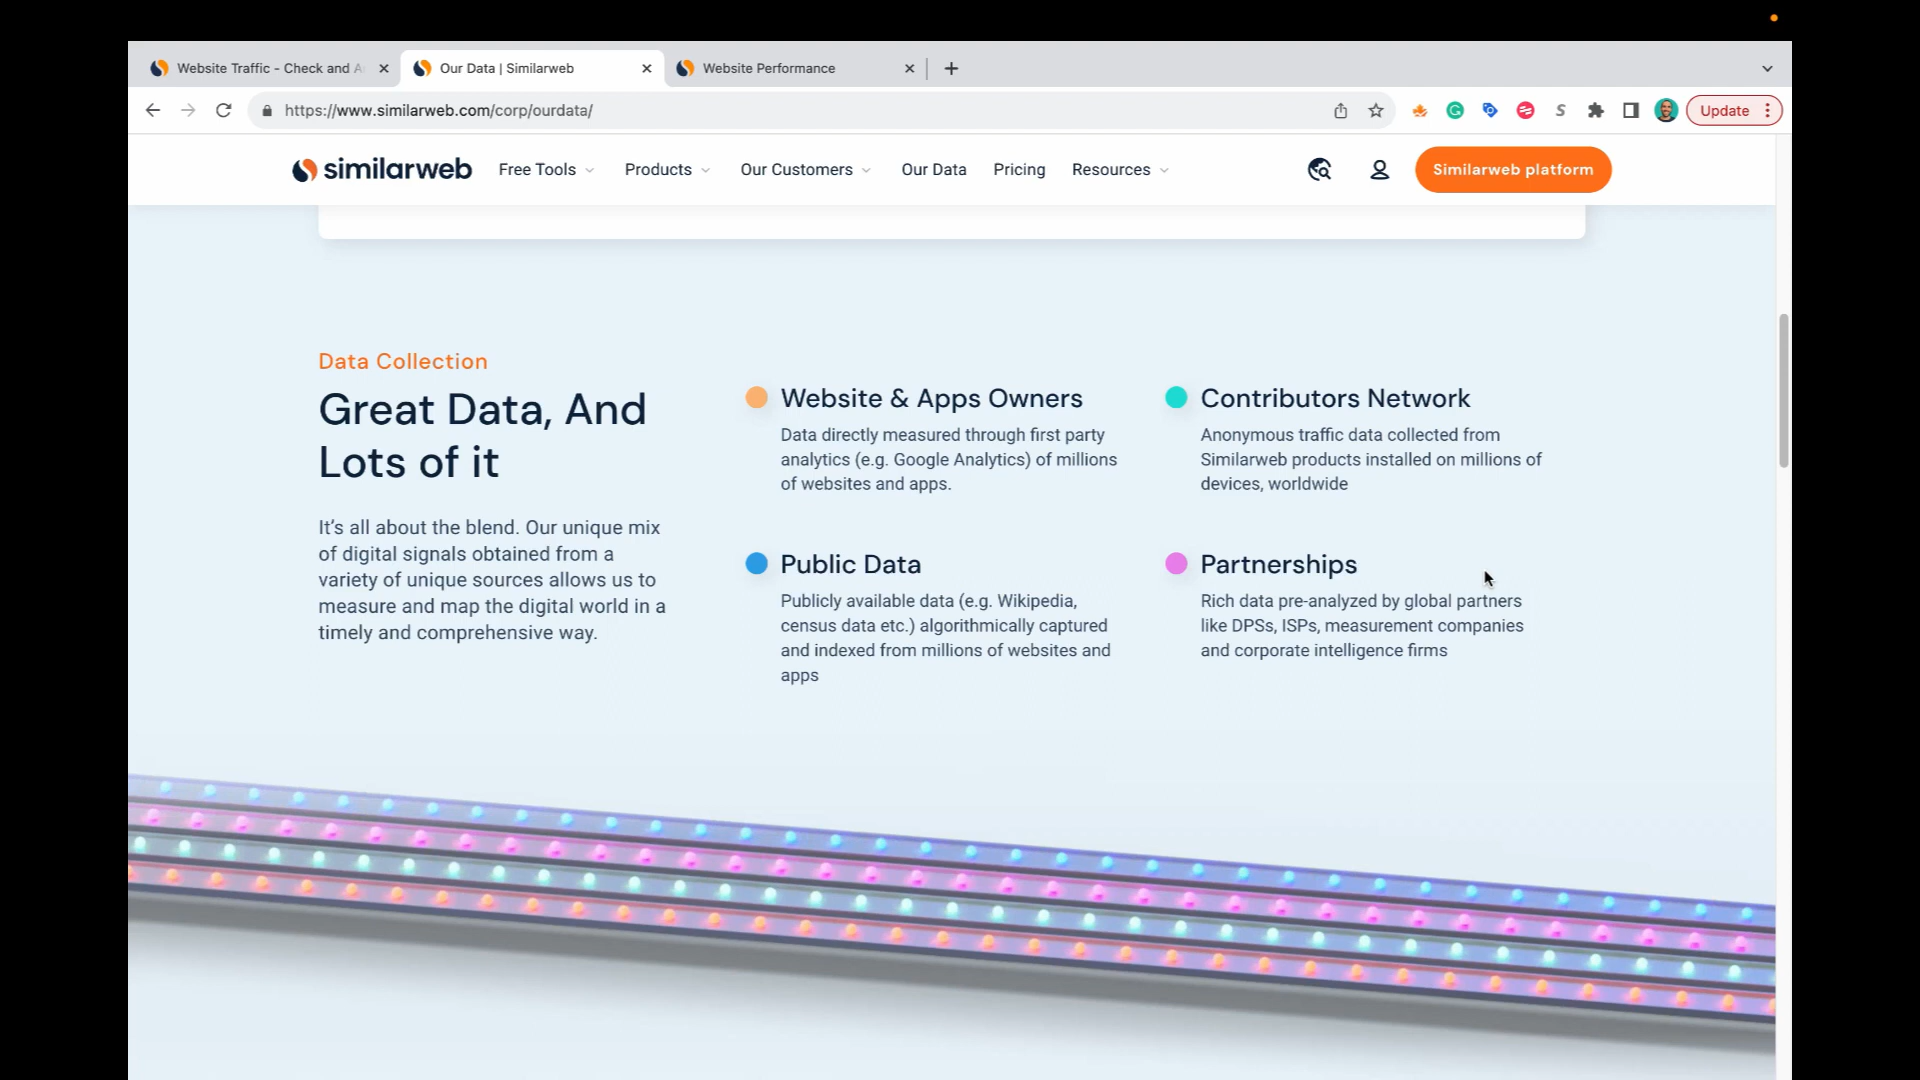 Website Traffic - Check and A
Our Data | Similarweb
Website Performance
https://www.similarweb.com/corp/ourdata/
Update
similarweb
Free Tools
Products
Our Customers
Our Data
Pricing
Resources
Similarweb platform
Data Collection
Great Data, And
Lots of it
It’s all about the blend. Our unique mix
of digital signals obtained from a
variety of unique sources allows us to
measure and map the digital world in a
timely and comprehensive way.
Website & Apps Owners
Data directly measured through first party
analytics (e.g. Google Analytics) of millions
of websites and apps.
Contributors Network
Anonymous traffic data collected from
Similarweb products installed on millions of
devices, worldwide
Public Data
Publicly available data (e.g. Wikipedia,
census data etc.) algorithmically captured
and indexed from millions of websites and
apps
Partnerships
Rich data pre-analyzed by global partners
like DPSs, ISPs, measurement companies
and corporate intelligence firms